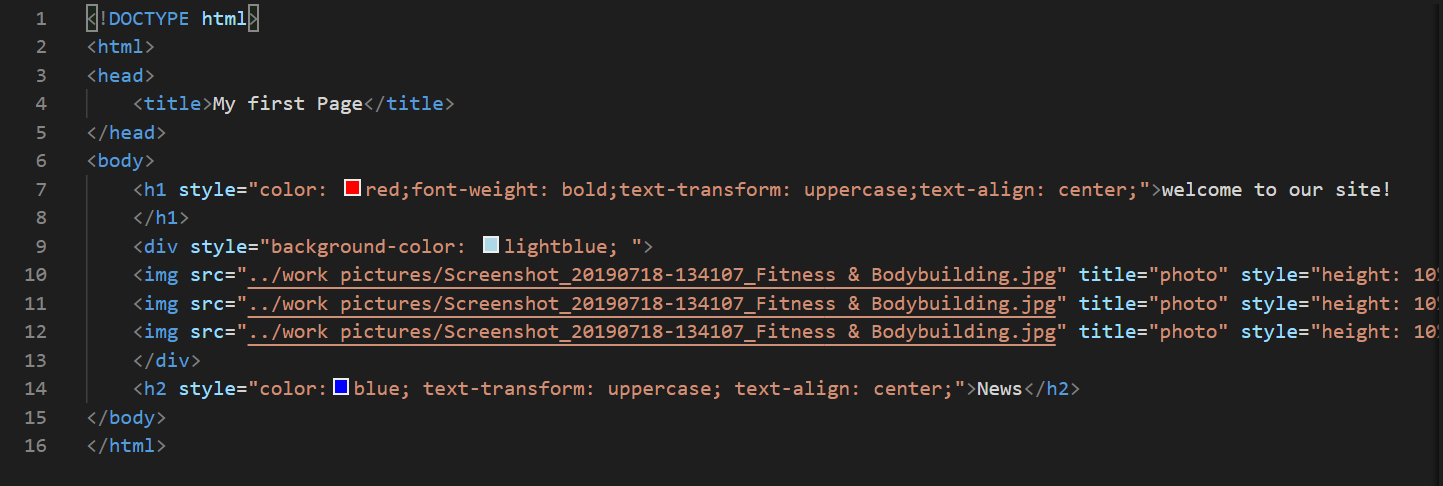 1 <!DOCTYPE html>
2 <html>
3 <head>
4 <title>My first Page</title>
5 </head>
6 <body>
7 <h1 style="color: red;font-weight: bold;text-transform: uppercase;text-align: center;">welcome to our site!
8 </h1>
9 <div style="background-color: lightblue; ">
10 <img src="../work pictures/Screenshot_20190718-134107_Fitness & Bodybuilding.jpg" title="photo" style="height: 10%
11 <img src="../work pictures/Screenshot_20190718-134107_Fitness & Bodybuilding.jpg" title="photo" style="height: 10%
12 <img src="../work pictures/Screenshot_20190718-134107_Fitness & Bodybuilding.jpg" title="photo" style="height: 10%
13 </div>
14 <h2 style="color:blue; text-transform: uppercase; text-align: center;">News</h2>
15 </body>
16 </html>